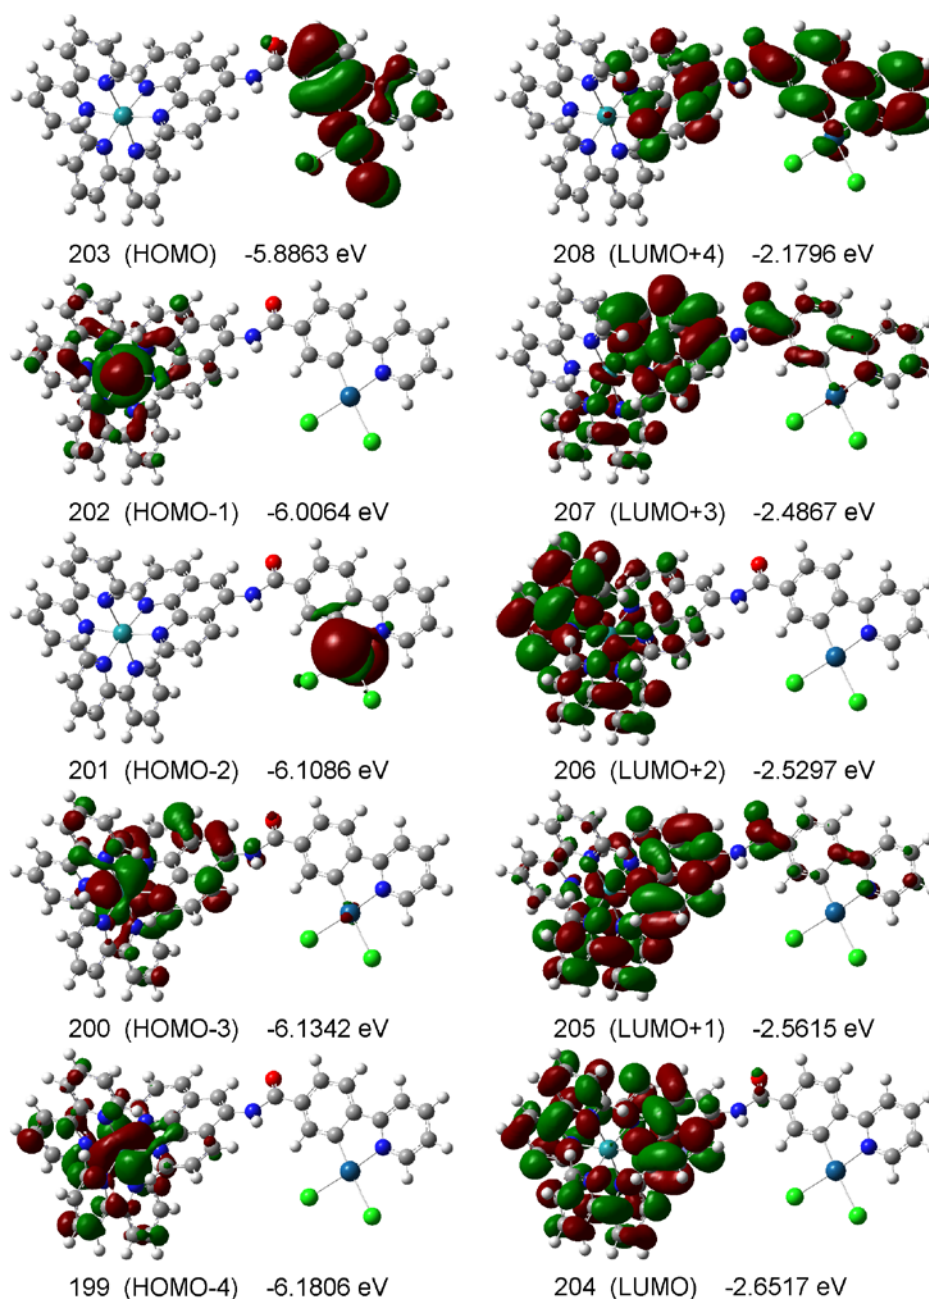 203 (HOMO) -5.8863 eV
208 (LUMO+4) -2.1796 eV
202 (HOMO-1) -6.0064 eV
207 (LUMO+3) -2.4867 eV
201 (HOMO-2) -6.1086 eV
206 (LUMO+2) -2.5297 eV
200 (HOMO-3) -6.1342 eV
205 (LUMO+1) -2.5615 eV
199 (HOMO-4) -6.1806 eV
204 (LUMO) -2.6517 eV